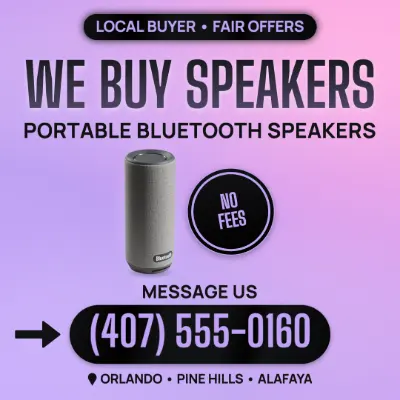 LOCAL BUYER • FAIR OFFERS
WE BUY SPEAKERS
PORTABLE BLUETOOTH SPEAKERS
NO
FEES
Bluetooth
MESSAGE US
(407) 555-0160
ORLANDO • PINE HILLS • ALAFAYA